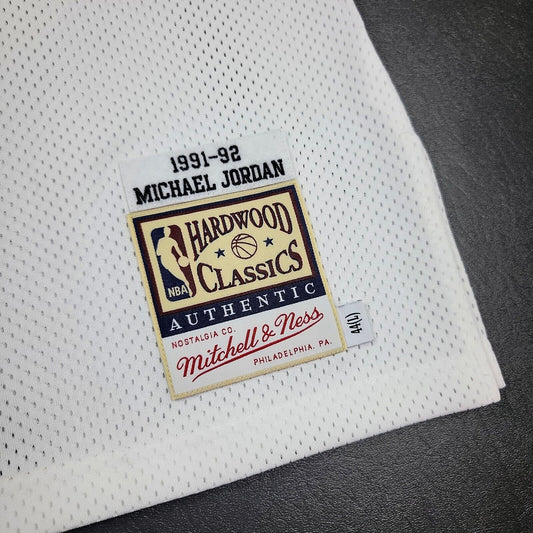 1991-92
MICHAEL JORDAN
HARDWOOD
CLASSICS
NBA
AUTHENTIC
NOSTALGIA CO.
Mitchell & Ness
PHILADELPHIA, PA.
44(L)